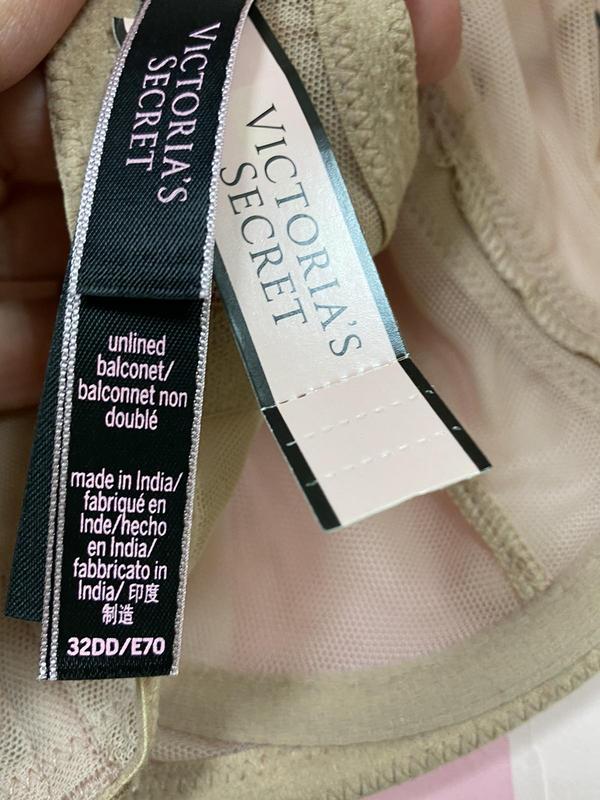 VICTORIA'S
SECRET
unlined
balconet/
balconnet non
doublé
made in India/
fabriqué en
Inde/hecho
en India/
fabbricato in
India/ 印度
制造
32DD/E70
VICTORIA'S
SECRET